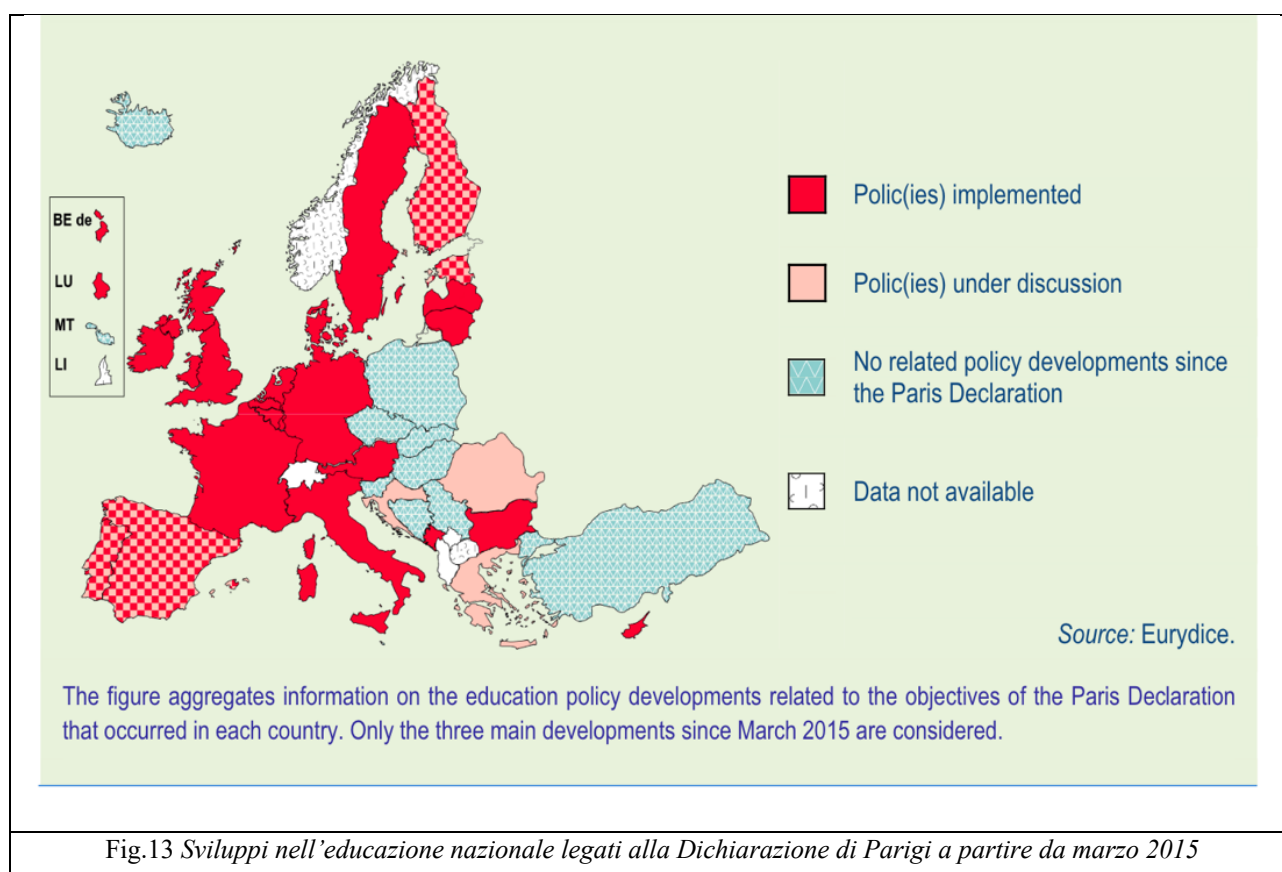 BE de
LU
MT
LI
Polic(ies) implemented
Polic(ies) under discussion
No related policy developments since
the Paris Declaration
Data not available
Source: Eurydice.
The figure aggregates information on the education policy developments related to the objectives of the Paris Declaration
that occurred in each country. Only the three main developments since March 2015 are considered.
Fig.13 Sviluppi nell’educazione nazionale legati alla Dichiarazione di Parigi a partire da marzo 2015